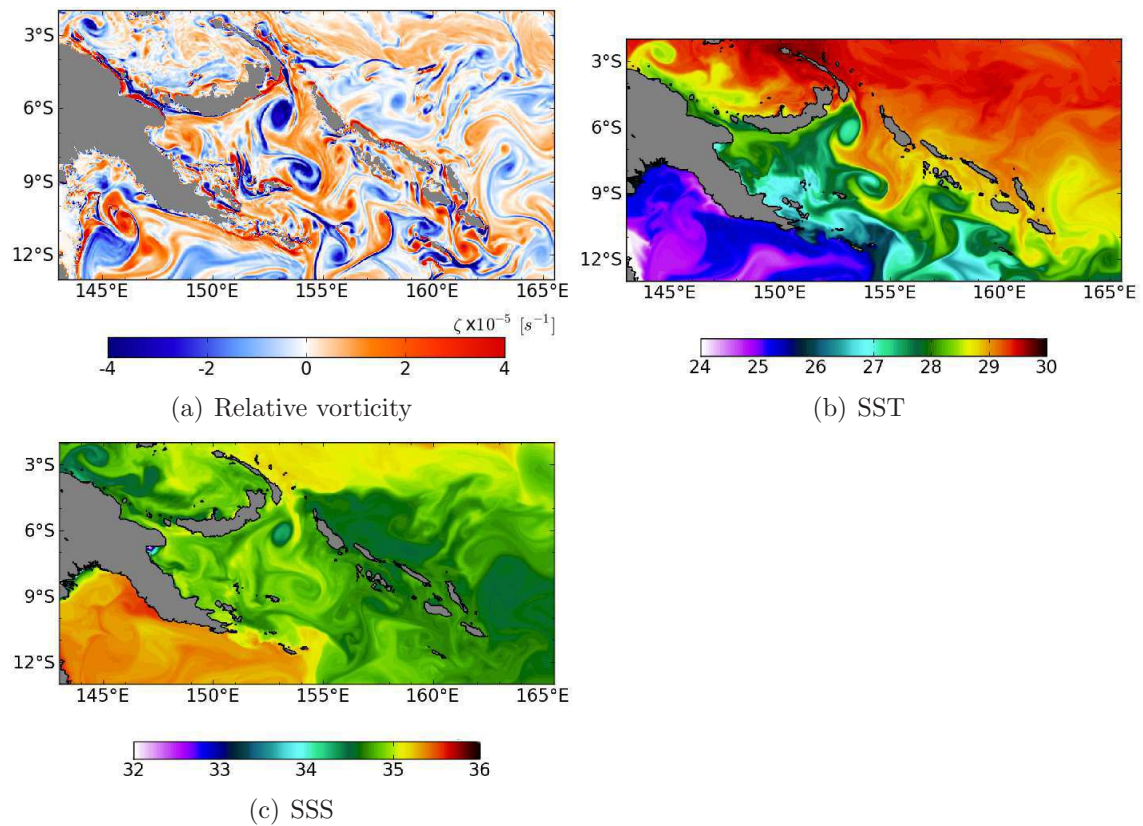 3°S
6°S
9°S
12°S
145°E 150°E 155°E 160°E 165°E
ζ x10⁻⁵ [s⁻¹]
-4 -2 0 2 4
(a) Relative vorticity
3°S
6°S
9°S
12°S
145°E 150°E 155°E 160°E 165°E
24 25 26 27 28 29 30
(b) SST
3°S
6°S
9°S
12°S
145°E 150°E 155°E 160°E 165°E
32 33 34 35 36
(c) SSS